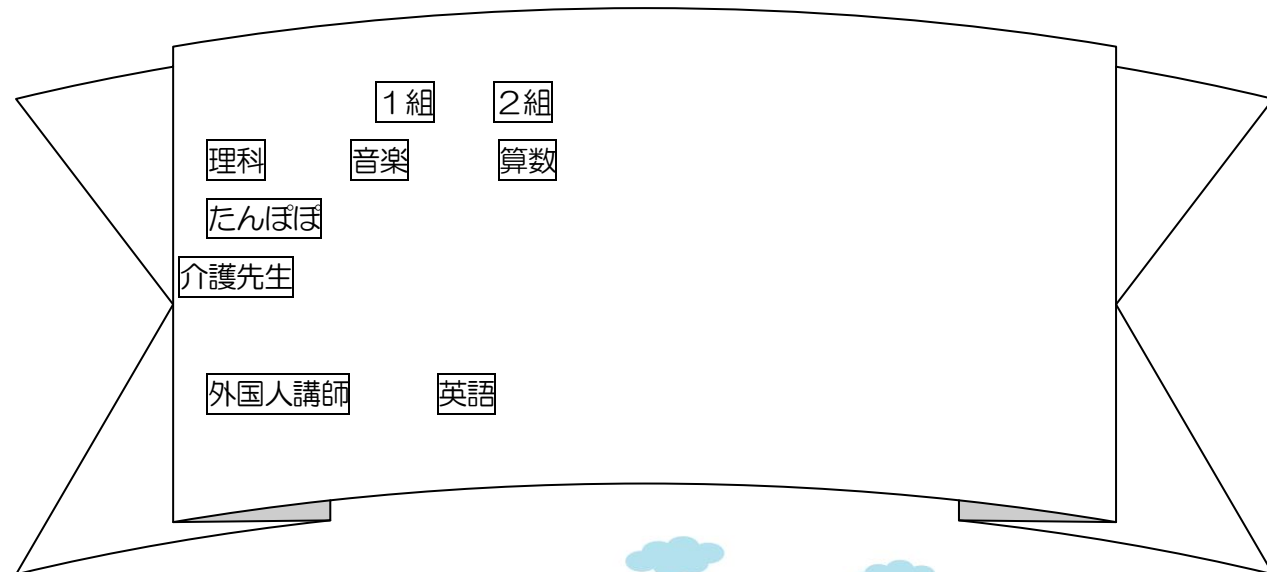 １組 ２組
理科 音楽 算数
たんぽぽ
介護先生
外国人講師 英語